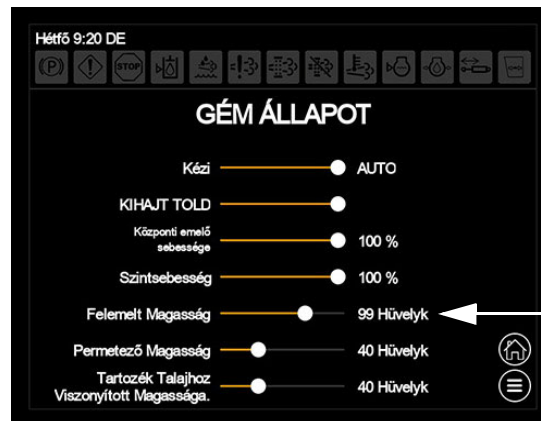 Hétfő 9:20 DE
STOP
GÉM ÁLLAPOT
Kézi AUTO
KIHAJT TOLD
Központi emelő
sebessége 100 %
Szintsebesség 100 %
Felemelt Magasság 99 Hüvelyk
Permetező Magasság 40 Hüvelyk
Tartozék Talajhoz
Viszonyított Magassága. 40 Hüvelyk